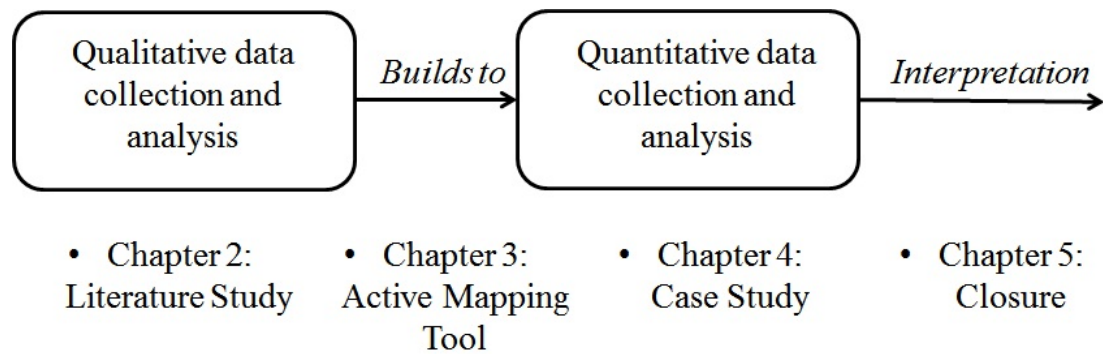 Qualitative data
collection and
analysis
Builds to
Quantitative data
collection and
analysis
Interpretation
• Chapter 2:
Literature Study
• Chapter 3:
Active Mapping
Tool
• Chapter 4:
Case Study
• Chapter 5:
Closure